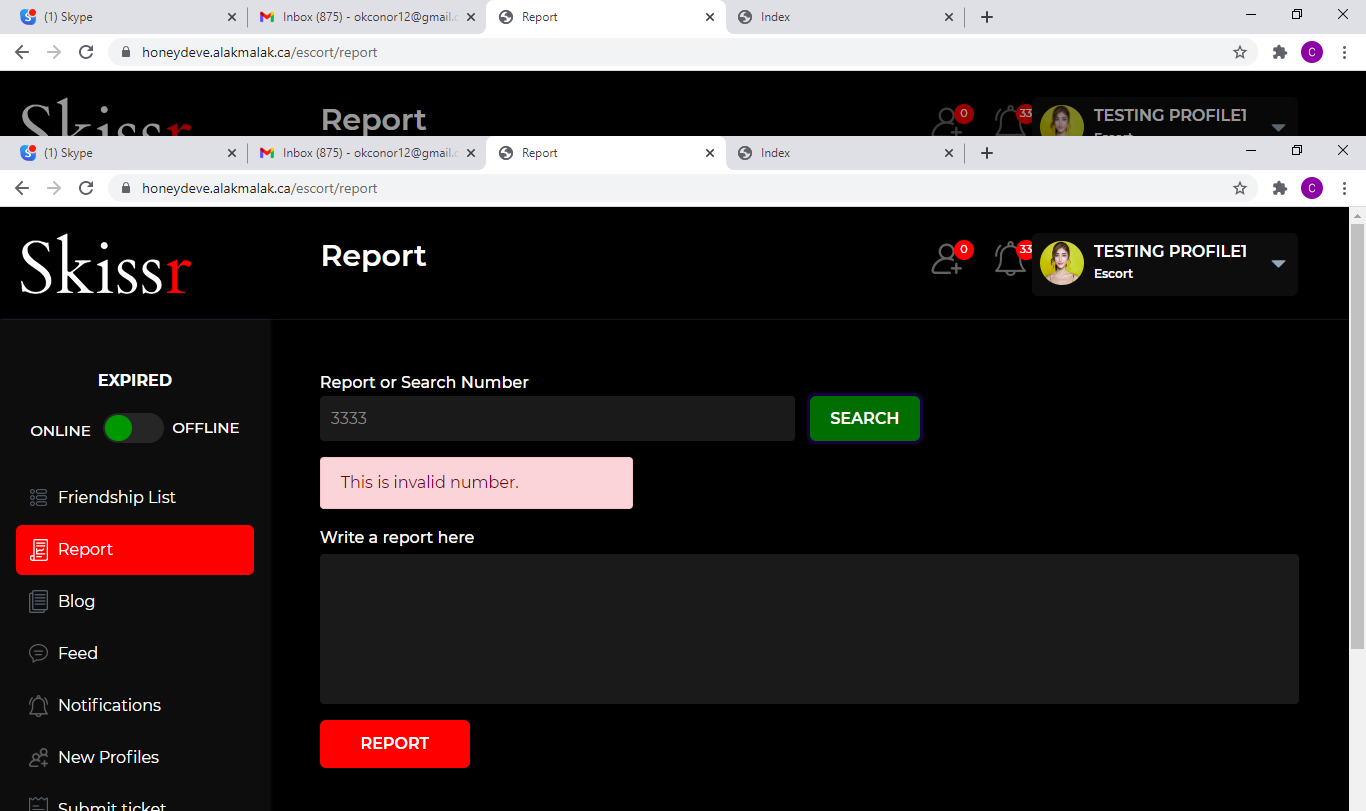 (1) Skype
Inbox (875) - okconor12@gmail.c
Report
Index
honeydeve.alakmalak.ca/escort/report
C
Skissr
Report
0
33
TESTING PROFILE1
Escort
(1) Skype
Inbox (875) - okconor12@gmail.c
Report
Index
honeydeve.alakmalak.ca/escort/report
C
Skissr
Report
0
33
TESTING PROFILE1
Escort
EXPIRED
ONLINE
OFFLINE
Report or Search Number
3333
SEARCH
This is invalid number.
Write a report here
REPORT
Friendship List
Report
Blog
Feed
Notifications
New Profiles
Submit ticket